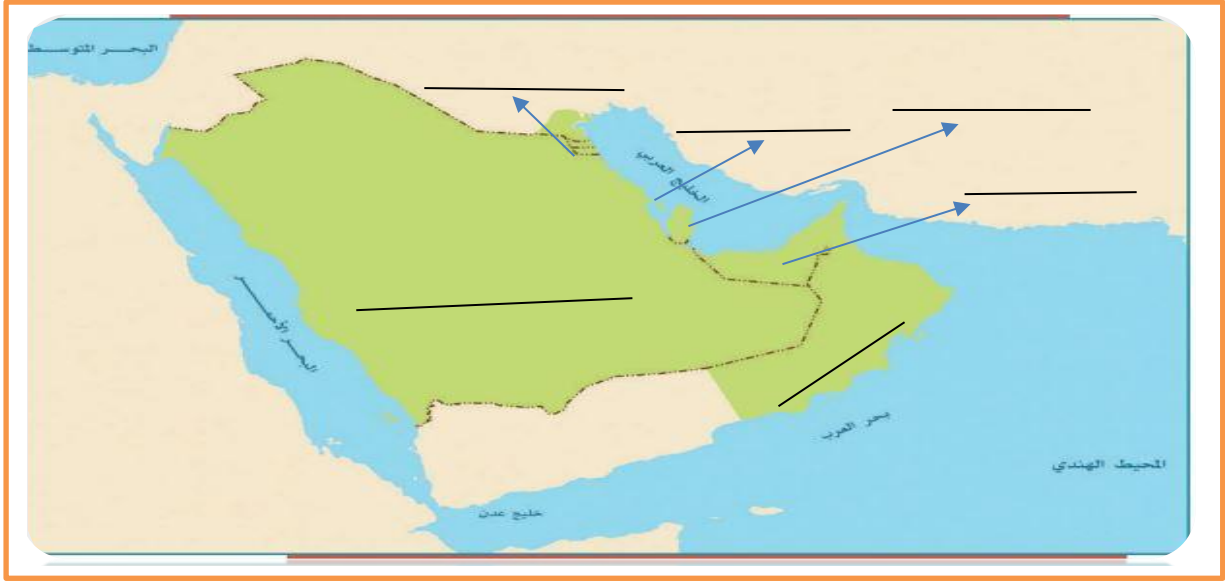 البحر المتوسط
الخليج العربي
البحر الأحمر
بحر العرب
المحيط الهندي
خليج عدن